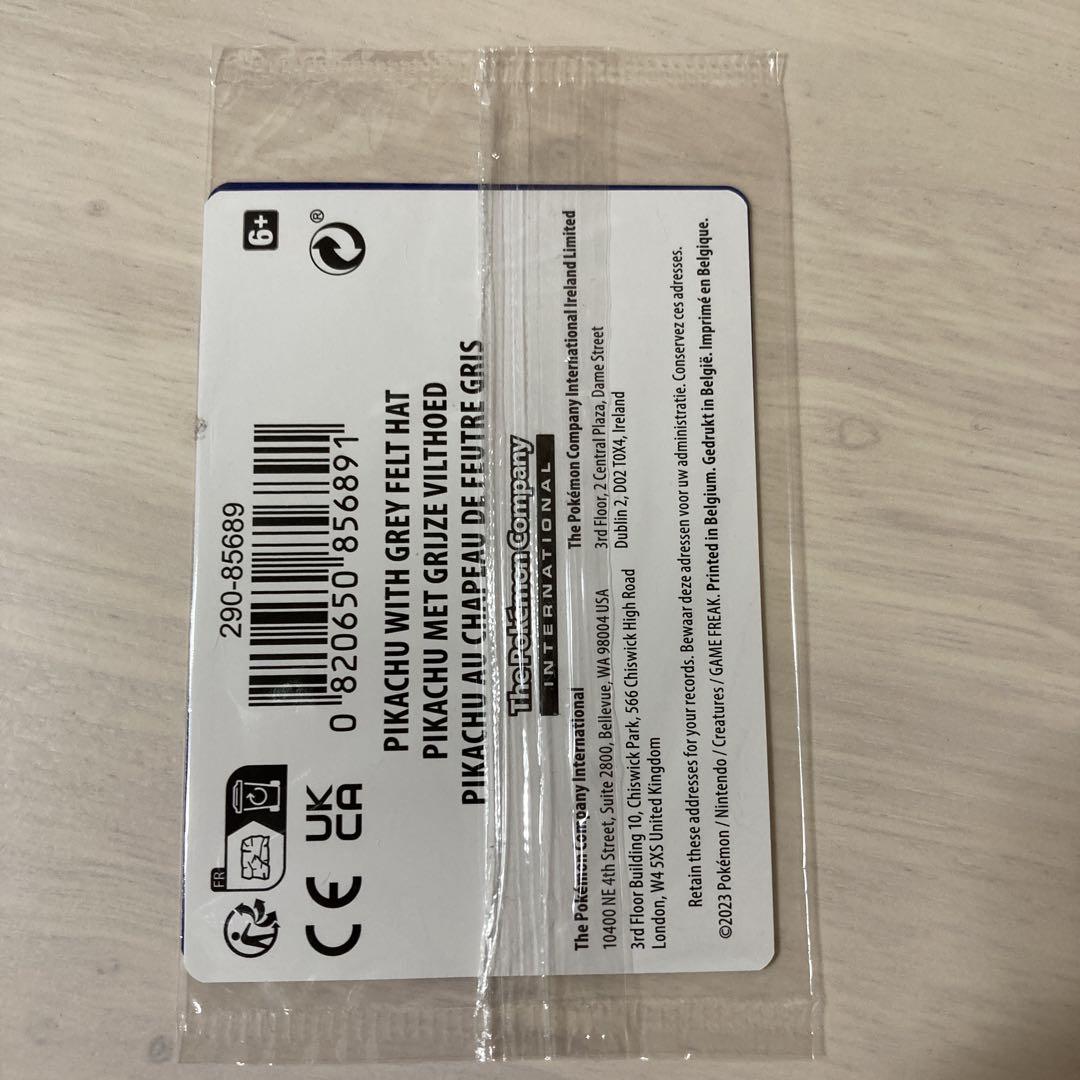 6+
®
FR
CE
UK
CA
290-85689
0 820650 856891
PIKACHU WITH GREY FELT HAT
PIKACHU MET GRIJZE VILTHOED
PIKACHU AU CHAPEAU DE FEUTRE GRIS
The Pokémon Company
INTERNATIONAL
The Pokémon Company International
10400 NE 4th Street, Suite 2800, Bellevue, WA 98004 USA
3rd Floor Building 10, Chiswick Park, 566 Chiswick High Road
London, W4 5XS United Kingdom
The Pokémon Company International Ireland Limited
3rd Floor, 2 Central Plaza, Dame Street
Dublin 2, D02 T0X4, Ireland
Retain these addresses for your records. Bewaar deze adressen voor uw administratie. Conservez ces adresses.
©2023 Pokémon / Nintendo / Creatures / GAME FREAK. Printed in Belgium. Gedrukt in België. Imprimé en Belgique.